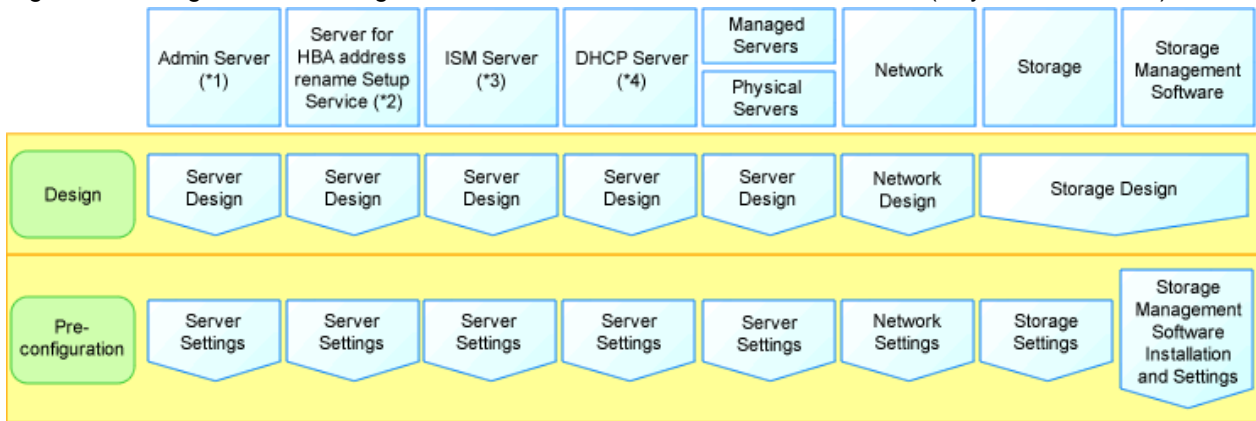 Admin Server
(*1)
Server for
HBA address
rename Setup
Service (*2)
ISM Server
(*3)
DHCP Server
(*4)
Managed
Servers
Physical
Servers
Network
Storage
Storage
Management
Software
Design
Server
Design
Server
Design
Server
Design
Server
Design
Server
Design
Network
Design
Storage Design
Pre-
configuration
Server
Settings
Server
Settings
Server
Settings
Server
Settings
Server
Settings
Network
Settings
Storage
Settings
Storage
Management
Software
Installation
and Settings